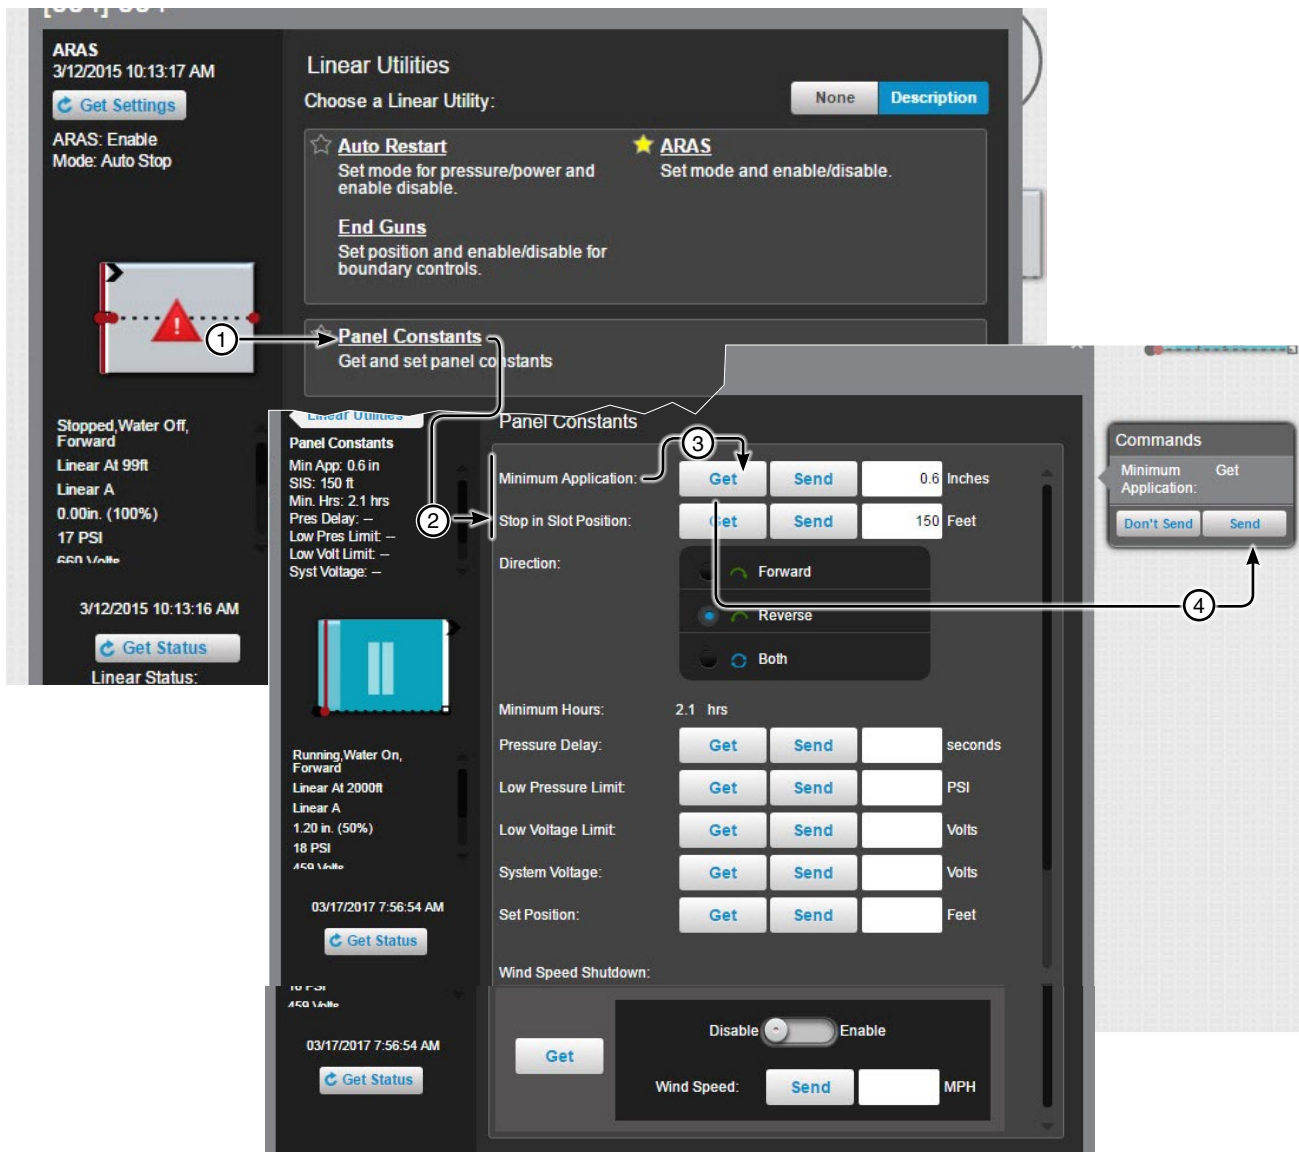 ARAS
3/12/2015 10:13:17 AM
Get Settings
ARAS: Enable
Mode: Auto Stop
Linear Utilities
Choose a Linear Utility:
None
Description
Auto Restart
Set mode for pressure/power and
enable disable.
ARAS
Set mode and enable/disable.
End Guns
Set position and enable/disable for
boundary controls.
1
Panel Constants
Get and set panel constants
Stopped,Water Off,
Forward
Linear At 99ft
Linear A
0.00in. (100%)
17 PSI
660 Volts
3/12/2015 10:13:16 AM
Get Status
Linear Status:
Linear Utilities
Panel Constants
Min App: 0.6 in
SIS: 150 ft
Min. Hrs: 2.1 hrs
Pres Delay: --
Low Pres Limit: --
Low Volt Limit: --
Syst Voltage: --
2
Running,Water On,
Forward
Linear At 2000ft
Linear A
1.20 in. (50%)
18 PSI
459 Volts
03/17/2017 7:56:54 AM
Get Status
Panel Constants
3
Minimum Application: Get Send 0.6 Inches
Stop in Slot Position: Get Send 150 Feet
Direction:
Forward
Reverse
Both
Minimum Hours: 2.1 hrs
Pressure Delay: Get Send seconds
Low Pressure Limit: Get Send PSI
Low Voltage Limit: Get Send Volts
System Voltage: Get Send Volts
Set Position: Get Send Feet
Wind Speed Shutdown:
Commands
Minimum Get
Application:
Don't Send Send
4
18 PSI
459 Volts
03/17/2017 7:56:54 AM
Get Status
Get
Disable Enable
Wind Speed: Send MPH